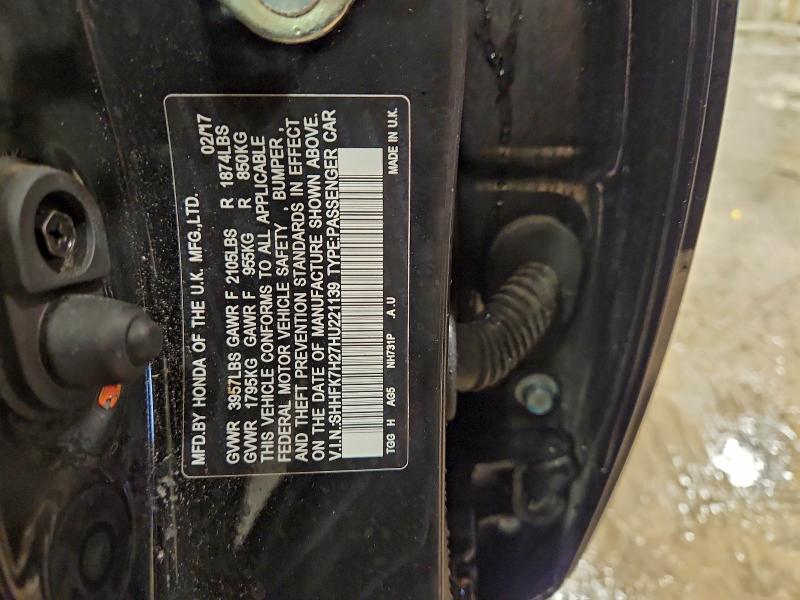 MFD.BY HONDA OF THE U.K. MFG.,LTD. 02/17
GVWR 3957LBS GAWR F 2105LBS R 1874LBS
GVWR 1795KG GAWR F 955KG R 850KG
THIS VEHICLE CONFORMS TO ALL APPLICABLE
FEDERAL MOTOR VEHICLE SAFETY , BUMPER ,
AND THEFT PREVENTION STANDARDS IN EFFECT
ON THE DATE OF MANUFACTURE SHOWN ABOVE.
V.I.N.:SHHFK7H27HU221139 TYPE:PASSENGER CAR
TGG H AG5 NH731P .A.U MADE IN U.K.